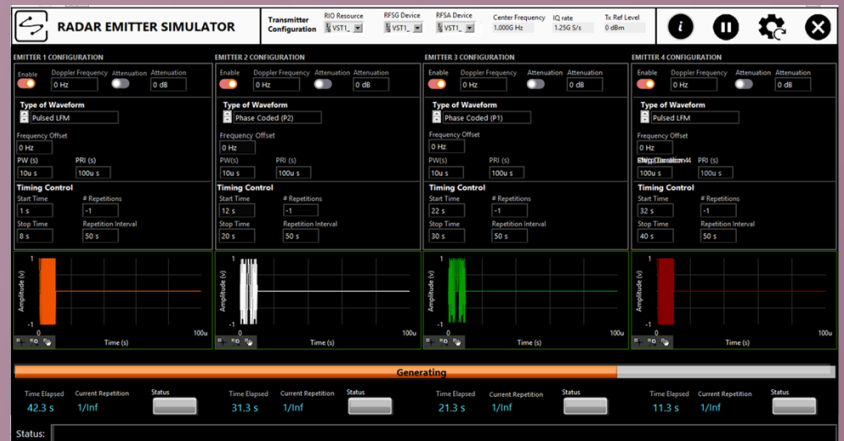 RADAR EMITTER SIMULATOR
Transmitter Configuration
RIO Resource RFSG Device RFSA Device Center Frequency IQ rate Tx Ref Level
VST1_ VST1_ VST1_ 1.000G Hz 1.25G S/s 0 dBm
EMITTER 1 CONFIGURATION
Enable Doppler Frequency Attenuation Attenuation
0 Hz 0 dB
Type of Waveform
Pulsed LFM
Frequency Offset
0 Hz
PW (s) PRI (s)
10u s 100u s
Timing Control
Start Time # Repetitions
1 s -1
Stop Time Repetition Interval
8 s 50 s
EMITTER 2 CONFIGURATION
Enable Doppler Frequency Attenuation Attenuation
0 Hz 0 dB
Type of Waveform
Phase Coded (P2)
Frequency Offset
0 Hz
PW(s) PRI (s)
10u s 100u s
Timing Control
Start Time # Repetitions
12 s -1
Stop Time Repetition Interval
20 s 50 s
EMITTER 3 CONFIGURATION
Enable Doppler Frequency Attenuation Attenuation
0 Hz 0 dB
Type of Waveform
Phase Coded (P1)
Frequency Offset
0 Hz
PW(s) PRI (s)
10u s 100u s
Timing Control
Start Time # Repetitions
22 s -1
Stop Time Repetition Interval
30 s 50 s
EMITTER 4 CONFIGURATION
Enable Doppler Frequency Attenuation Attenuation
0 Hz 0 dB
Type of Waveform
Pulsed LFM
Frequency Offset
0 Hz
PRI (s)
100u s 100u s
Timing Control
Start Time # Repetitions
32 s -1
Stop Time Repetition Interval
40 s 50 s
Amplitude (v) 1 -1 0 Time (s) 100u
Amplitude (v) 1 -1 0 Time (s) 100u
Amplitude (v) 1 -1 0 Time (s) 100u
Amplitude (v) 1 -1 0 Time (s) 100u
Generating
Time Elapsed Current Repetition Status Time Elapsed Current Repetition Status Time Elapsed Current Repetition Status Time Elapsed Current Repetition Status
42.3 s 1/Inf 31.3 s 1/Inf 21.3 s 1/Inf 11.3 s 1/Inf
Status: